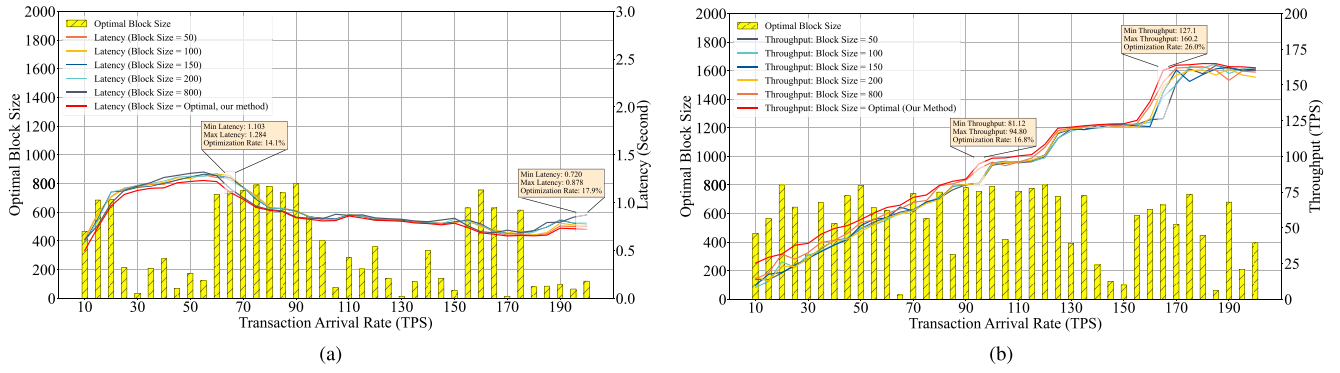 2000
1800
1600
1400
1200
1000
800
600
400
200
0
Optimal Block Size
Optimal Block Size
Latency (Block Size = 50)
Latency (Block Size = 100)
Latency (Block Size = 150)
Latency (Block Size = 200)
Latency (Block Size = 800)
Latency (Block Size = Optimal, our method)
Min Latency: 1.103
Max Latency: 1.284
Optimization Rate: 14.1%
Min Latency: 0.720
Max Latency: 0.878
Optimization Rate: 17.9%
3.0
2.5
2.0
1.5
1.0
0.5
0.0
Latency (Second)
10 30 50 70 90 110 130 150 170 190
Transaction Arrival Rate (TPS)
(a)
2000
1800
1600
1400
1200
1000
800
600
400
200
0
Optimal Block Size
Optimal Block Size
Throughput: Block Size = 50
Throughput: Block Size = 100
Throughput: Block Size = 150
Throughput: Block Size = 200
Throughput: Block Size = 800
Throughput: Block Size = Optimal (Our Method)
Min Throughput: 81.12
Max Throughput: 94.80
Optimization Rate: 16.8%
Min Throughput: 127.1
Max Throughput: 160.2
Optimization Rate: 26.0%
200
175
150
125
100
75
50
25
0
Throughput (TPS)
10 30 50 70 90 110 130 150 170 190
Transaction Arrival Rate (TPS)
(b)